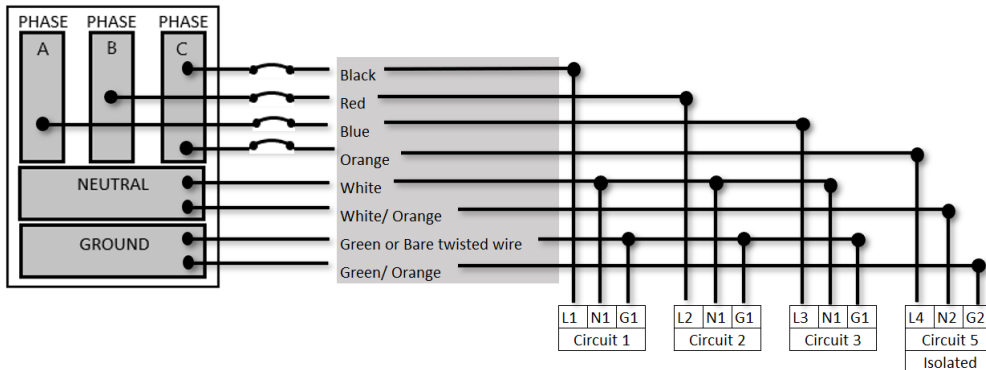 PHASE PHASE PHASE
A B C
Black
Red
Blue
Orange
NEUTRAL
White
White/ Orange
GROUND
Green or Bare twisted wire
Green/ Orange
L1 N1 G1 L2 N1 G1 L3 N1 G1 L4 N2 G2
Circuit 1 Circuit 2 Circuit 3 Circuit 5
Isolated